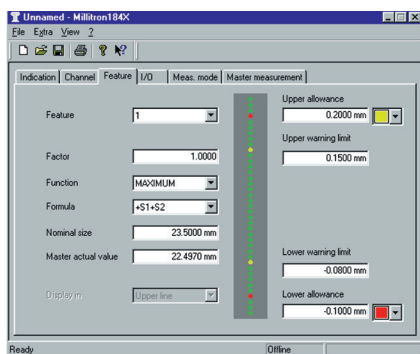 Unnamed - Millitron184X
File Extra View ?
Indication Channel Feature I/O Meas. mode Master measurement
Feature 1
Factor 1.0000
Function MAXIMUM
Formula +S1+S2
Nominal size 23.5000 mm
Master actual value 22.4970 mm
Display in Upper line
Upper allowance
0.2000 mm
Upper warning limit
0.1500 mm
Lower warning limit
-0.0800 mm
Lower allowance
-0.1000 mm
Ready Offline